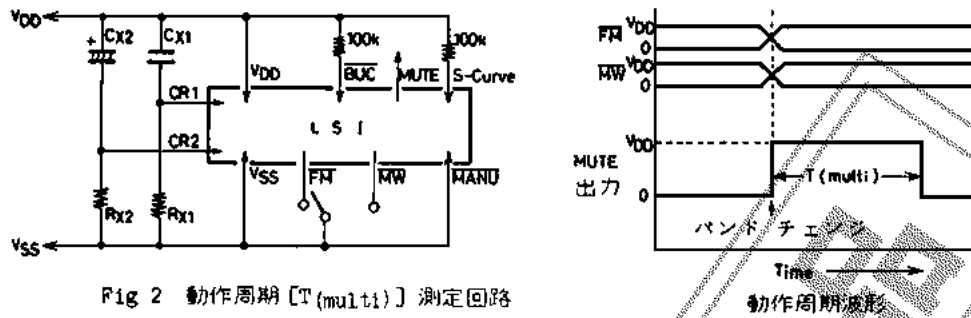 VDD
+ CX2 CX1
100k 100k
VDD BUC MUTE S-Curve
CR1
LSI
CR2
VSS FM MW MANU
RX2 RX1
VSS
Fig 2 動作周期［T(multi)］測定回路
FM VDD
0
MW VDD
0
VDD
MUTE
出力
T(multi)
0
バンドチェンジ
Time
動作周期波形